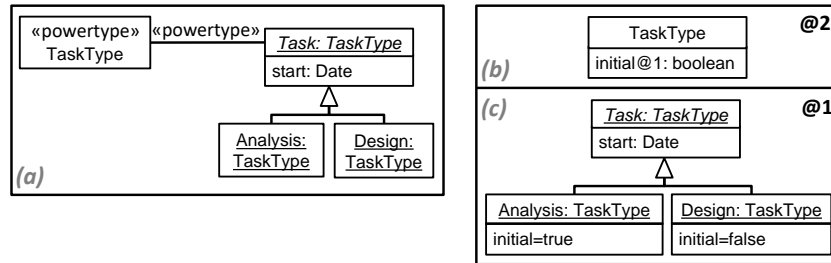 «powertype»
TaskType
«powertype»
Task: TaskType
start: Date
Analysis:
TaskType
Design:
TaskType
(a)
@2
TaskType
initial@1: boolean
(b)
(c)
@1
Task: TaskType
start: Date
Analysis: TaskType
initial=true
Design: TaskType
initial=false